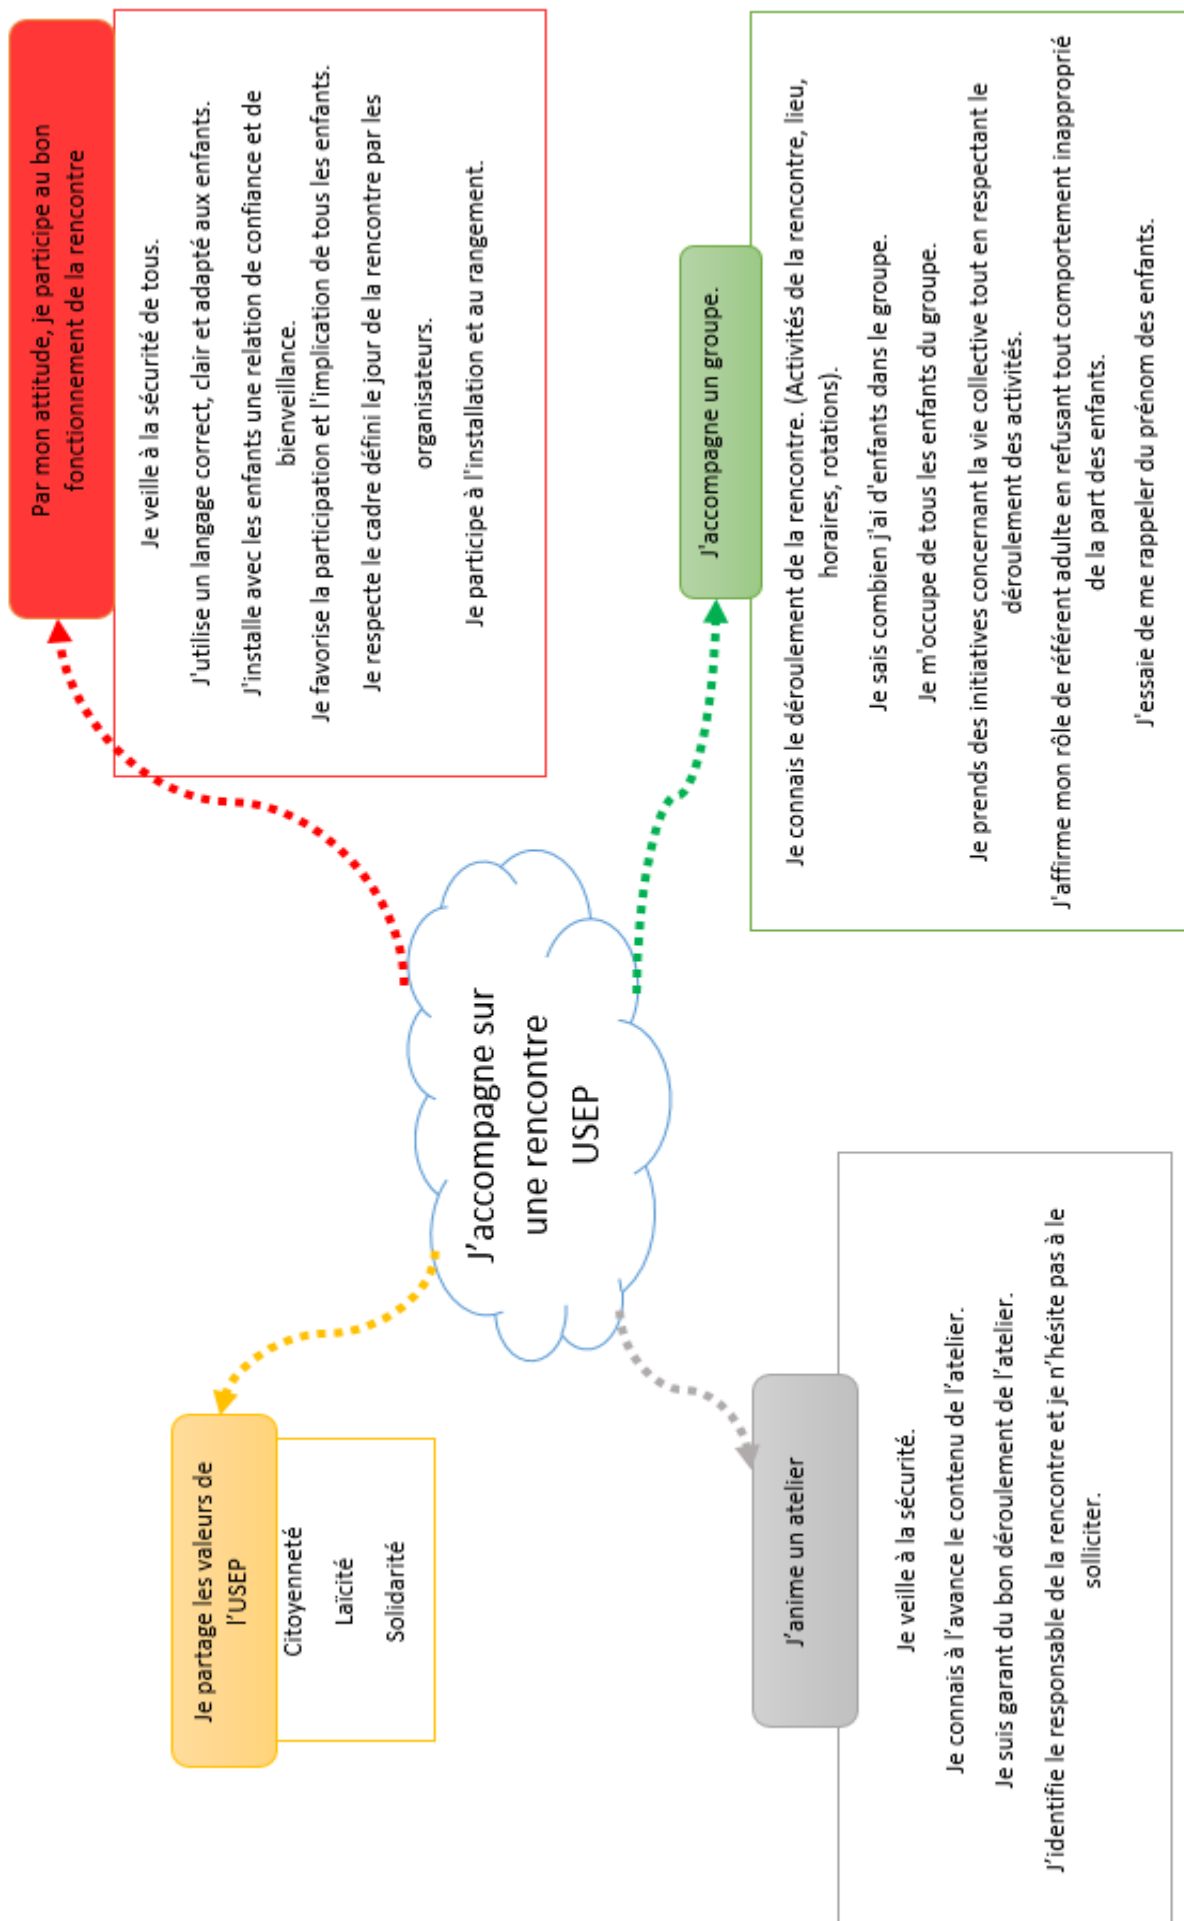 Je partage les valeurs de
l'USEP
Citoyenneté
Laïcité
Solidarité
Par mon attitude, je participe au bon
fonctionnement de la rencontre
Je veille à la sécurité de tous.
J'utilise un langage correct, clair et adapté aux enfants.
J'installe avec les enfants une relation de confiance et de
bienveillance.
Je favorise la participation et l'implication de tous les enfants.
Je respecte le cadre défini le jour de la rencontre par les
organisateurs.
Je participe à l'installation et au rangement.
J'accompagne sur
une rencontre
USEP
J'anime un atelier
Je veille à la sécurité.
Je connais à l'avance le contenu de l'atelier.
Je suis garant du bon déroulement de l'atelier.
J'identifie le responsable de la rencontre et je n'hésite pas à le
solliciter.
J'accompagne un groupe.
Je connais le déroulement de la rencontre. (Activités de la rencontre, lieu,
horaires, rotations).
Je sais combien j'ai d'enfants dans le groupe.
Je m'occupe de tous les enfants du groupe.
Je prends des initiatives concernant la vie collective tout en respectant le
déroulement des activités.
J'affirme mon rôle de référent adulte en refusant tout comportement inapproprié
de la part des enfants.
J'essaie de me rappeler du prénom des enfants.